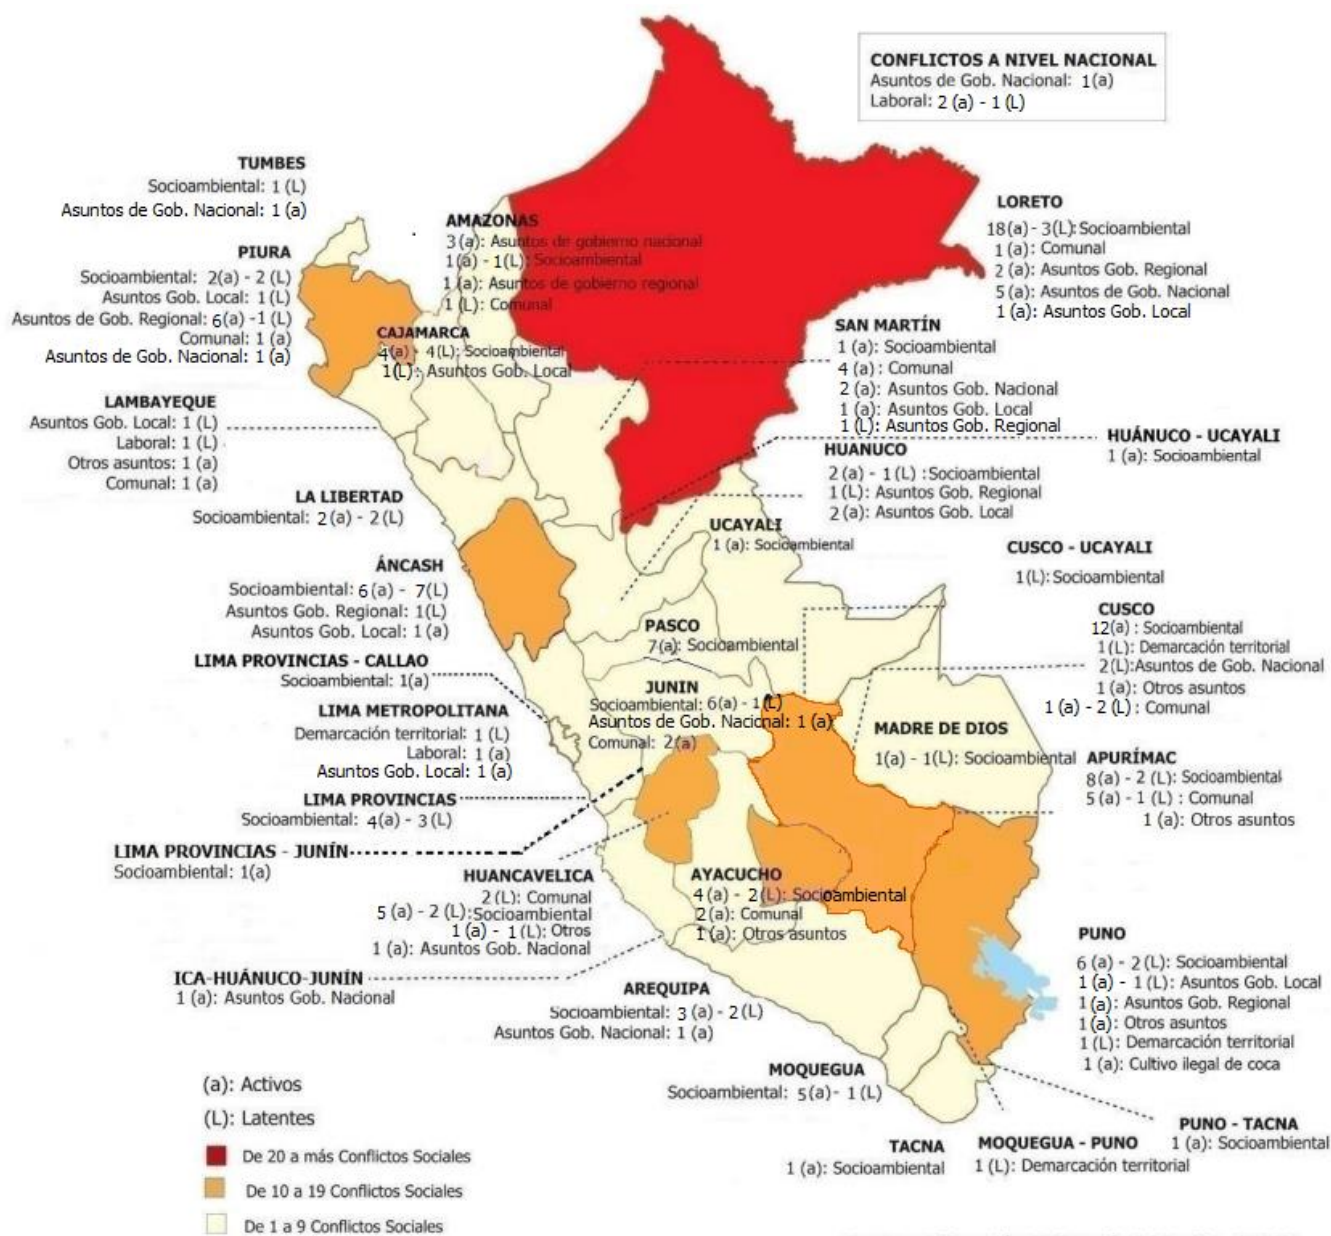 CONFLICTOS A NIVEL NACIONAL
Asuntos de Gob. Nacional: 1(a)
Laboral: 2 (a) - 1 (L)
TUMBES
Socioambiental: 1 (L)
Asuntos de Gob. Nacional: 1 (a)
PIURA
Socioambiental: 2(a) - 2 (L)
Asuntos Gob. Local: 1 (L)
Asuntos de Gob. Regional: 6(a) -1 (L)
Comunal: 1 (a)
Asuntos de Gob. Nacional: 1 (a)
LAMBAYEQUE
Asuntos Gob. Local: 1 (L)
Laboral: 1 (L)
Otros asuntos: 1 (a)
Comunal: 1 (a)
LA LIBERTAD
Socioambiental: 2(a) - 2 (L)
ÁNCASH
Socioambiental: 6(a) - 7(L)
Asuntos Gob. Regional: 1(L)
Asuntos Gob. Local: 1 (a)
LIMA PROVINCIAS - CALLAO
Socioambiental: 1(a)
LIMA METROPOLITANA
Demarcación territorial: 1 (L)
Laboral: 1 (a)
Asuntos Gob. Local: 1 (a)
LIMA PROVINCIAS
Socioambiental: 4(a) - 3 (L)
LIMA PROVINCIAS - JUNÍN
Socioambiental: 1(a)
HUANCAVELICA
2(L): Comunal
5 (a) - 2 (L): Socioambiental
1 (a) - 1(L): Otros
1 (a): Asuntos Gob. Nacional
ICA-HUÁNUCO-JUNÍN
1 (a): Asuntos Gob. Nacional
AMAZONAS
3(a): Asuntos de gobierno nacional
1(a) - 1(L): Socioambiental
1 (a): Asuntos de gobierno regional
1 (L): Comunal
CAJAMARCA
4(a) - 4(L): Socioambiental
1(L): Asuntos Gob. Local
LORETO
18(a) - 3(L):Socioambiental
1(a): Comunal
2 (a): Asuntos Gob. Regional
5(a): Asuntos de Gob. Nacional
1 (a): Asuntos Gob. Local
SAN MARTÍN
1 (a): Socioambiental
4(a): Comunal
2(a): Asuntos Gob. Nacional
1 (a): Asuntos Gob. Local
1(L): Asuntos Gob. Regional
HUÁNUCO - UCAYALI
1 (a): Socioambiental
HUANUCO
2(a) - 1(L) :Socioambiental
1(L): Asuntos Gob. Regional
2(a): Asuntos Gob. Local
UCAYALI
1 (a): Socioambiental
CUSCO - UCAYALI
1(L):Socioambiental
CUSCO
12(a) : Socioambiental
1(L): Demarcación territorial
2(L):Asuntos de Gob. Nacional
1 (a): Otros asuntos
1 (a) - 2 (L) : Comunal
PASCO
7(a): Socioambiental
JUNIN
Socioambiental: 6(a) - 1(L)
Asuntos de Gob. Nacional: 1 (a)
Comunal: 2(a)
MADRE DE DIOS
1(a) - 1(L): Socioambiental
APURÍMAC
8(a) - 2 (L): Socioambiental
5 (a) - 1 (L) : Comunal
1 (a): Otros asuntos
AYACUCHO
4(a) - 2(L): Socioambiental
2(a): Comunal
1(a): Otros asuntos
PUNO
6(a) - 2(L): Socioambiental
1 (a) - 1 (L): Asuntos Gob. Local
1(a): Asuntos Gob. Regional
1(a): Otros asuntos
1(L): Demarcación territorial
1 (a): Cultivo ilegal de coca
AREQUIPA
Socioambiental: 3 (a) - 2(L)
Asuntos Gob. Nacional: 1 (a)
MOQUEGUA
Socioambiental: 5(a) - 1 (L)
TACNA
1 (a): Socioambiental
MOQUEGUA - PUNO
1 (L): Demarcación territorial
PUNO - TACNA
1 (a): Socioambiental
(a): Activos
(L): Latentes
De 20 a más Conflictos Sociales
De 10 a 19 Conflictos Sociales
De 1 a 9 Conflictos Sociales